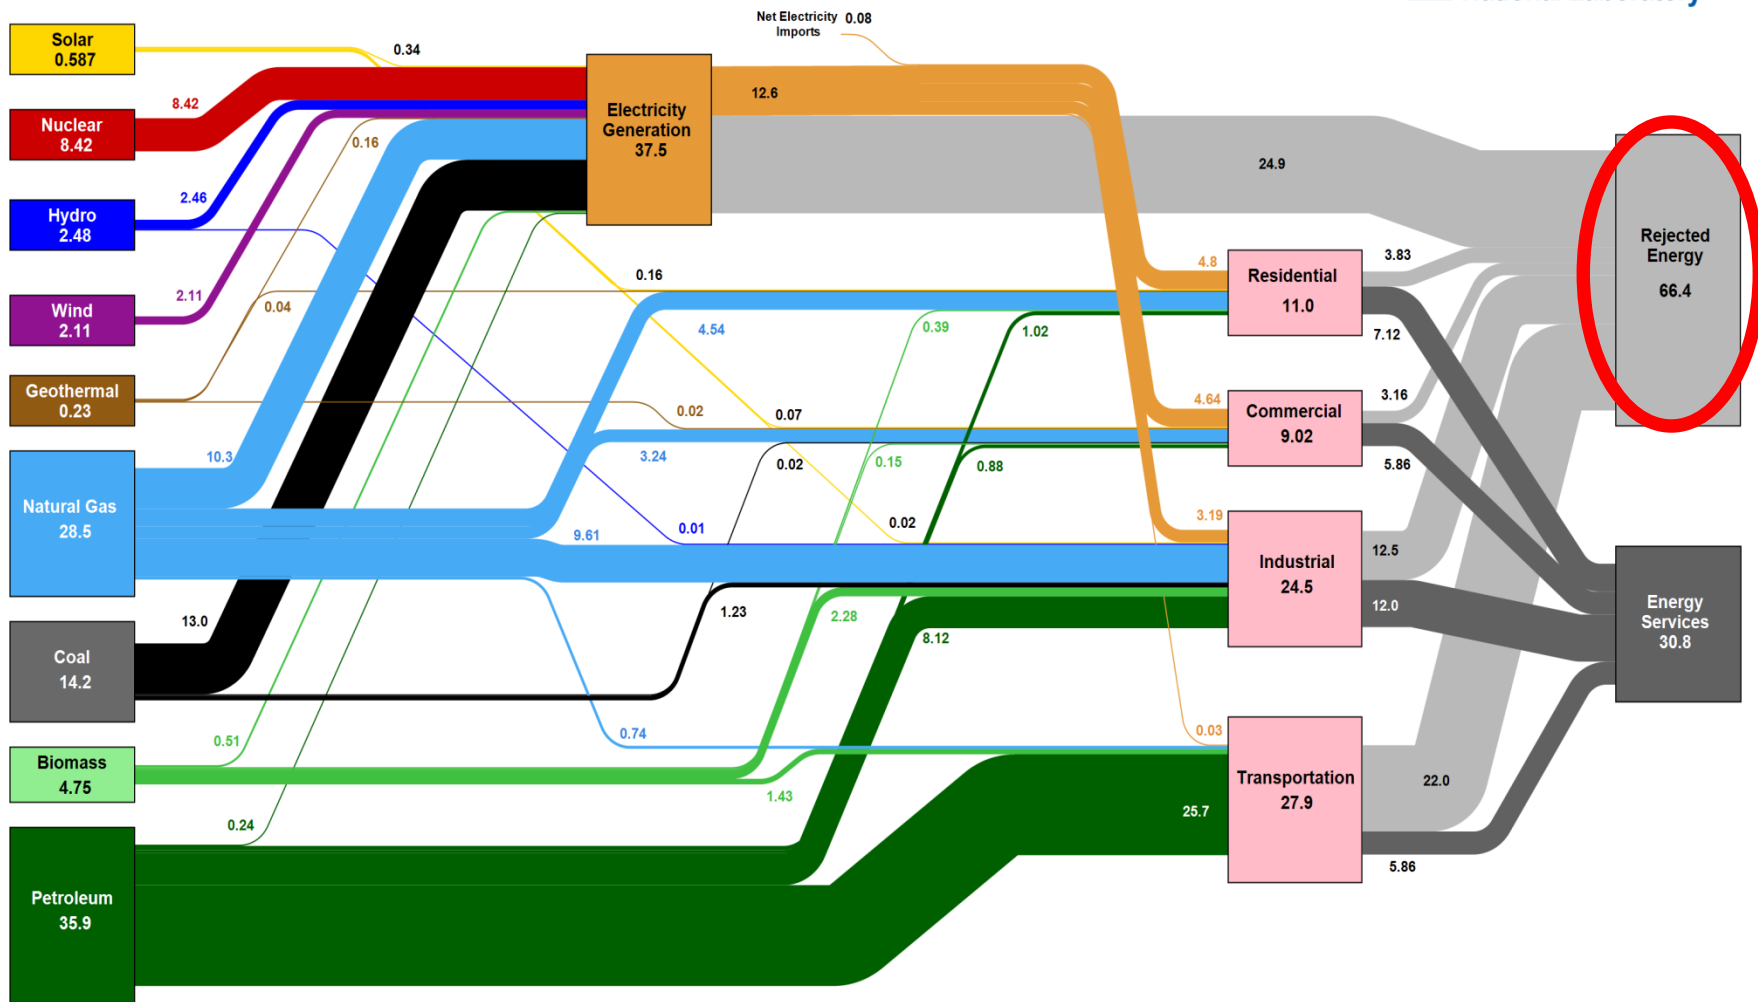 National Laboratory
Net Electricity 0.08
Imports
Solar
0.587
0.34
Nuclear
8.42
8.42
0.16
Hydro
2.48
2.46
Wind
2.11
2.11
0.04
Geothermal
0.23
Natural Gas
28.5
10.3
Coal
14.2
13.0
Biomass
4.75
0.51
Petroleum
35.9
0.24
Electricity
Generation
37.5
12.6
24.9
0.16
4.54
0.39
1.02
0.02
0.07
3.24
0.02
0.15
0.88
9.61
0.01
0.02
1.23
2.28
8.12
0.74
1.43
25.7
4.8
Residential
11.0
3.83
7.12
4.64
Commercial
9.02
3.16
5.86
3.19
Industrial
24.5
12.5
12.0
0.03
Transportation
27.9
22.0
5.86
Rejected
Energy
66.4
Energy
Services
30.8